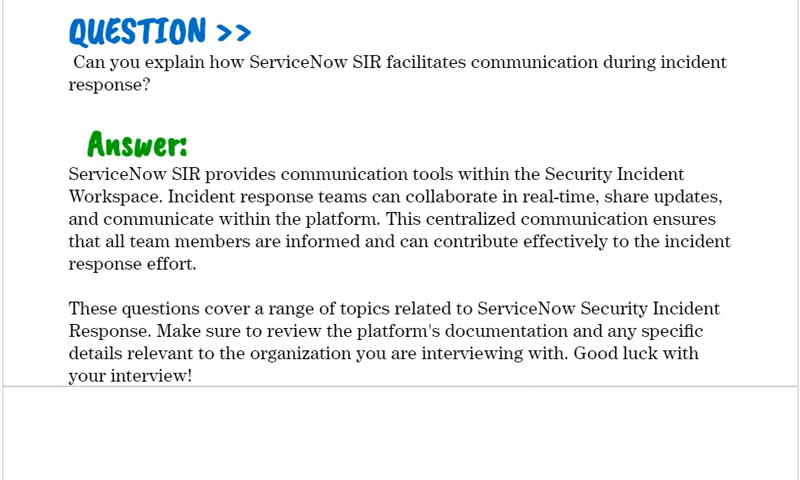 QUESTION >>
Can you explain how ServiceNow SIR facilitates communication during incident
response?
Answer:
ServiceNow SIR provides communication tools within the Security Incident
Workspace. Incident response teams can collaborate in real-time, share updates,
and communicate within the platform. This centralized communication ensures
that all team members are informed and can contribute effectively to the incident
response effort.
These questions cover a range of topics related to ServiceNow Security Incident
Response. Make sure to review the platform's documentation and any specific
details relevant to the organization you are interviewing with. Good luck with
your interview!